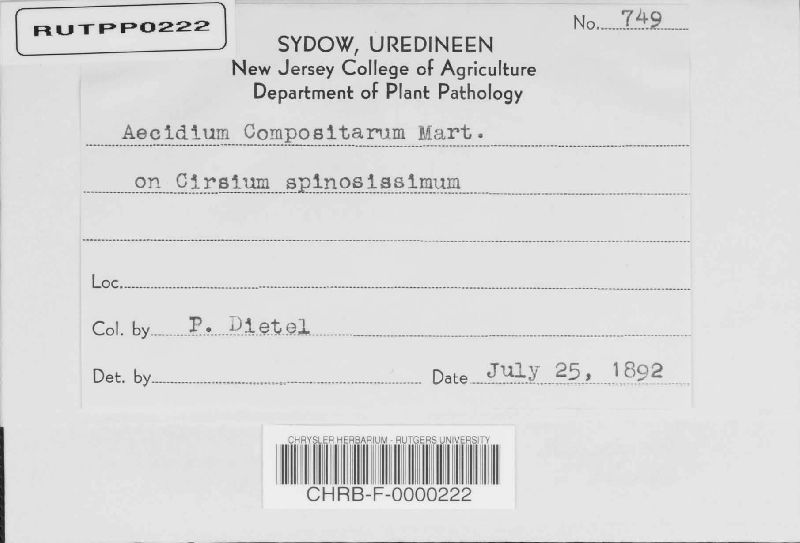 RUTPP0222
No. 749
SYDOW, UREDINEEN
New Jersey College of Agriculture
Department of Plant Pathology
Aecidium Compositarum Mart.
on Cirsium spinosissimum
Loc.
Col. by P. Dietel
Det. by Date July 25, 1892
CHRYSLER HERBARIUM - RUTGERS UNIVERSITY
CHRB-F-0000222